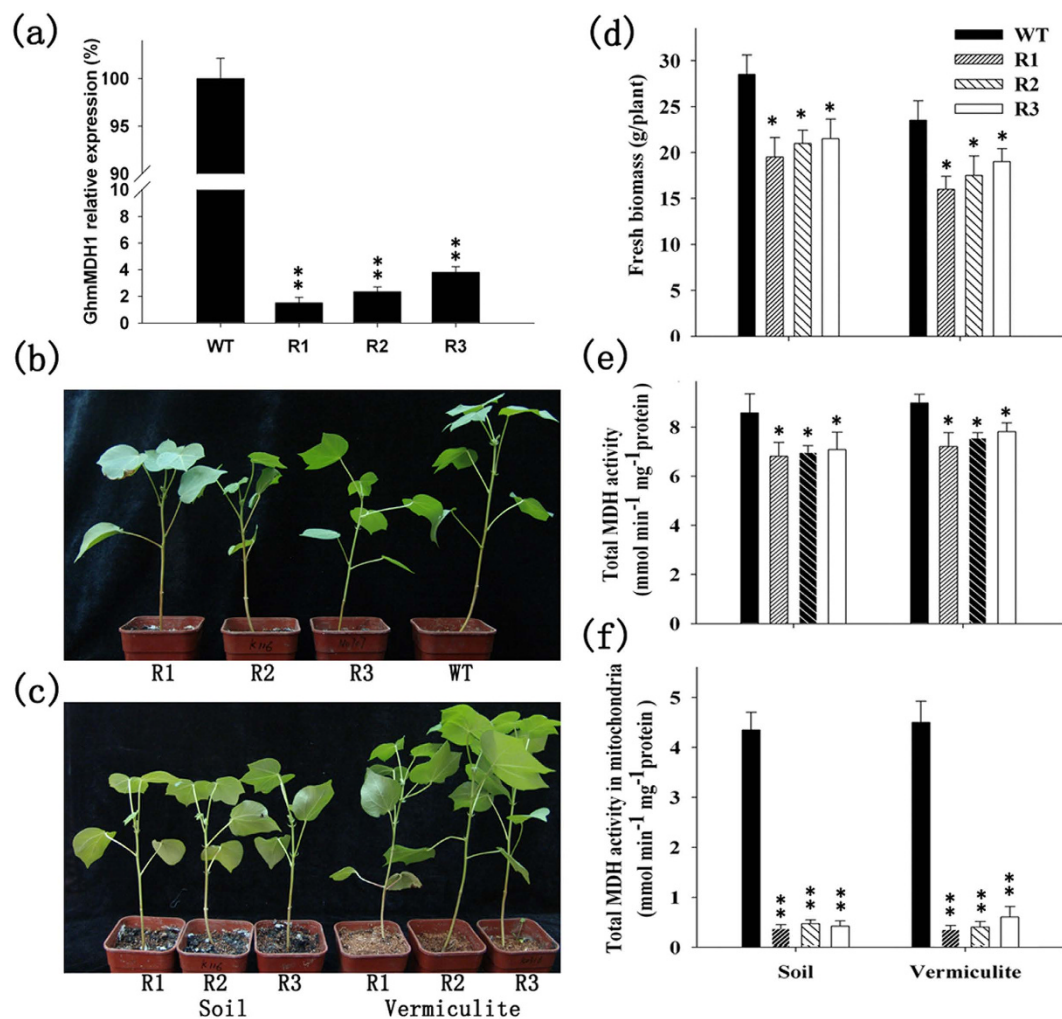 (a)
GhmMDH1 relative expression (%)
100
95
90
10
8
6
4
2
0
**
**
**
WT R1 R2 R3
(b)
R1 R2 R3 WT
(c)
R1 R2 R3 R1 R2 R3
Soil Vermiculite
(d)
WT
R1
R2
R3
Fresh biomass (g/plant)
30
25
20
15
10
5
0
* * * * * *
(e)
Total MDH activity
(mmol min-1 mg-1protein )
8
6
4
2
0
* * * * * *
(f)
Total MDH activity in mitochondria
(mmol min-1 mg-1protein )
5
4
3
2
1
0
** ** ** ** ** **
Soil Vermiculite